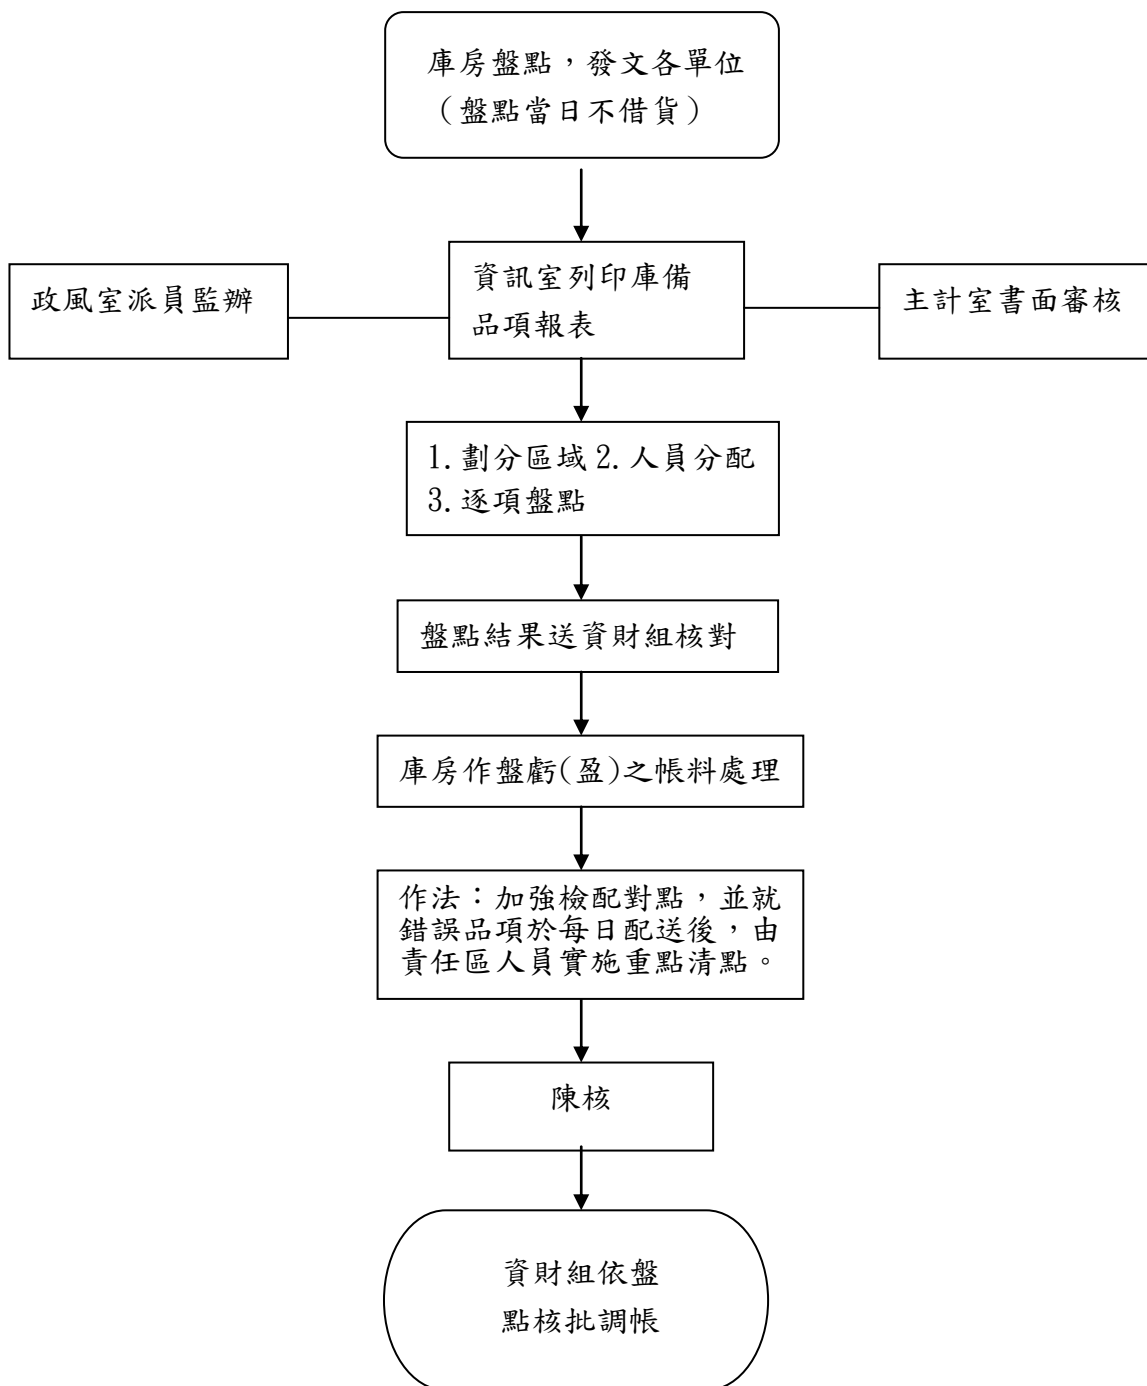 庫房盤點，發文各單位
（盤點當日不借貨）
政風室派員監辦
資訊室列印庫備
品項報表
主計室書面審核
1.劃分區域 2.人員分配
3.逐項盤點
盤點結果送資財組核對
庫房作盤虧(盈)之帳料處理
作法：加強檢配對點，並就
錯誤品項於每日配送後，由
責任區人員實施重點清點。
陳核
資財組依盤
點核批調帳